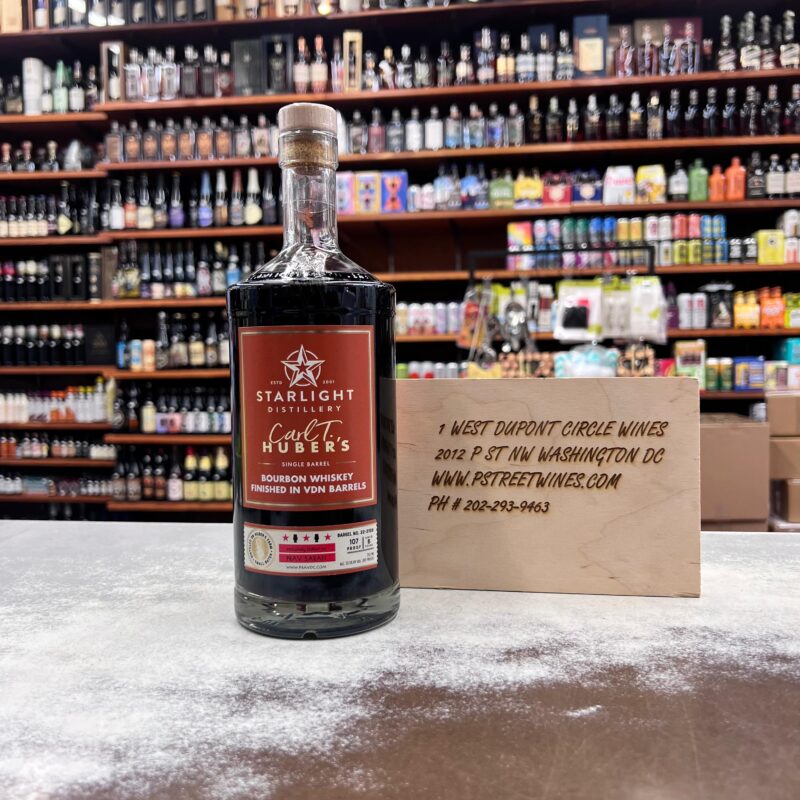 ESTD 2001
STARLIGHT
DISTILLERY
Carl T.
HUBER'S
SINGLE BARREL
BOURBON WHISKEY
FINISHED IN VDN BARRELS
107
PROOF
1 WEST DUPONT CIRCLE WINES
2012 P ST NW WASHINGTON DC
WWW.PSTREETWINES.COM
PH # 202-293-9463